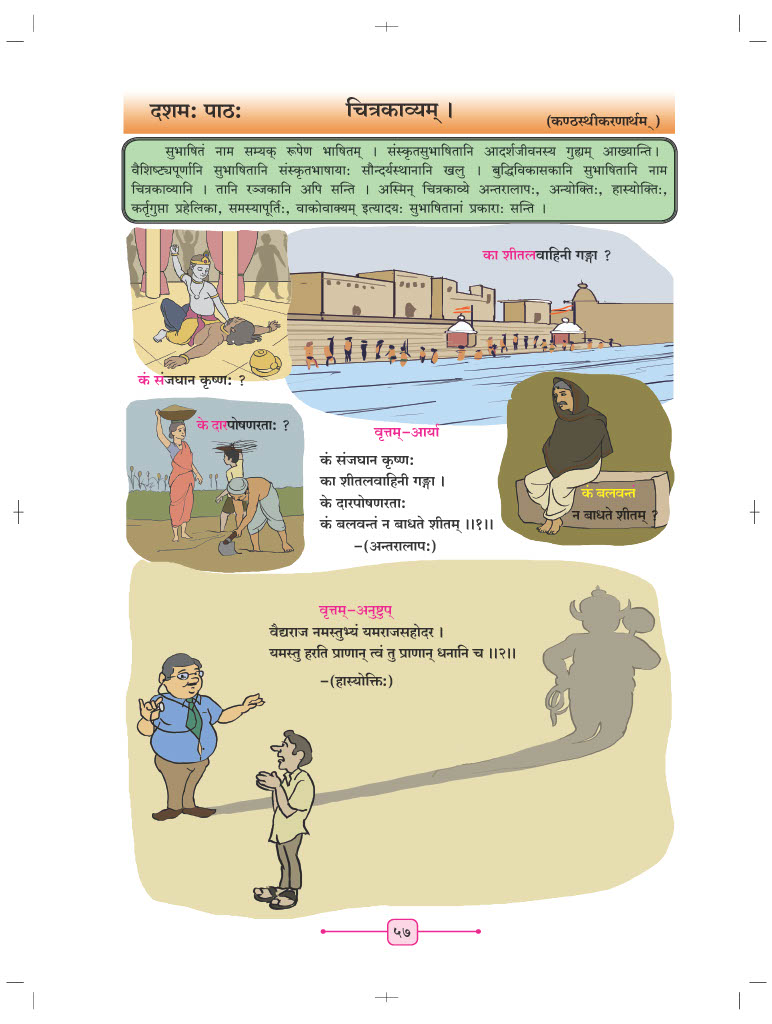 दशमः पाठः
चित्रकाव्यम् ।
(कण्ठस्थीकरणार्थम्)
सुभाषितं नाम सम्यक् रूपेण भाषितम् । संस्कृतसुभाषितानि आदर्शजीवनस्य गुह्यम् आख्यान्ति।
वैशिष्ट्यपूर्णानि सुभाषितानि संस्कृतभाषायाः सौन्दर्यस्थानानि खलु । बुद्धिविकासकानि सुभाषितानि नाम
चित्रकाव्यानि । तानि रञ्जकानि अपि सन्ति । अस्मिन् चित्रकाव्ये अन्तरालापः, अन्योक्तिः, हास्योक्तिः,
कर्तृगुप्ता प्रहेलिका, समस्यापूर्तिः, वाकोवाक्यम् इत्यादयः सुभाषितानां प्रकाराः सन्ति ।
का शीतलवाहिनी गङ्गा ?
कं संजघान कृष्णः ?
के दारपोषणरताः ?
वृत्तम्-आर्या
कं संजघान कृष्णः
का शीतलवाहिनी गङ्गा ।
के दारपोषणरताः
कं बलवन्तं न बाधते शीतम् ।।१।।
-(अन्तरालापः)
कं बलवन्त
न बाधते शीतम् ?
वृत्तम्-अनुष्टुप्
वैद्यराज नमस्तुभ्यं यमराजसहोदर ।
यमस्तु हरति प्राणान् त्वं तु प्राणान् धनानि च ।।२।।
-(हास्योक्तिः)
५७